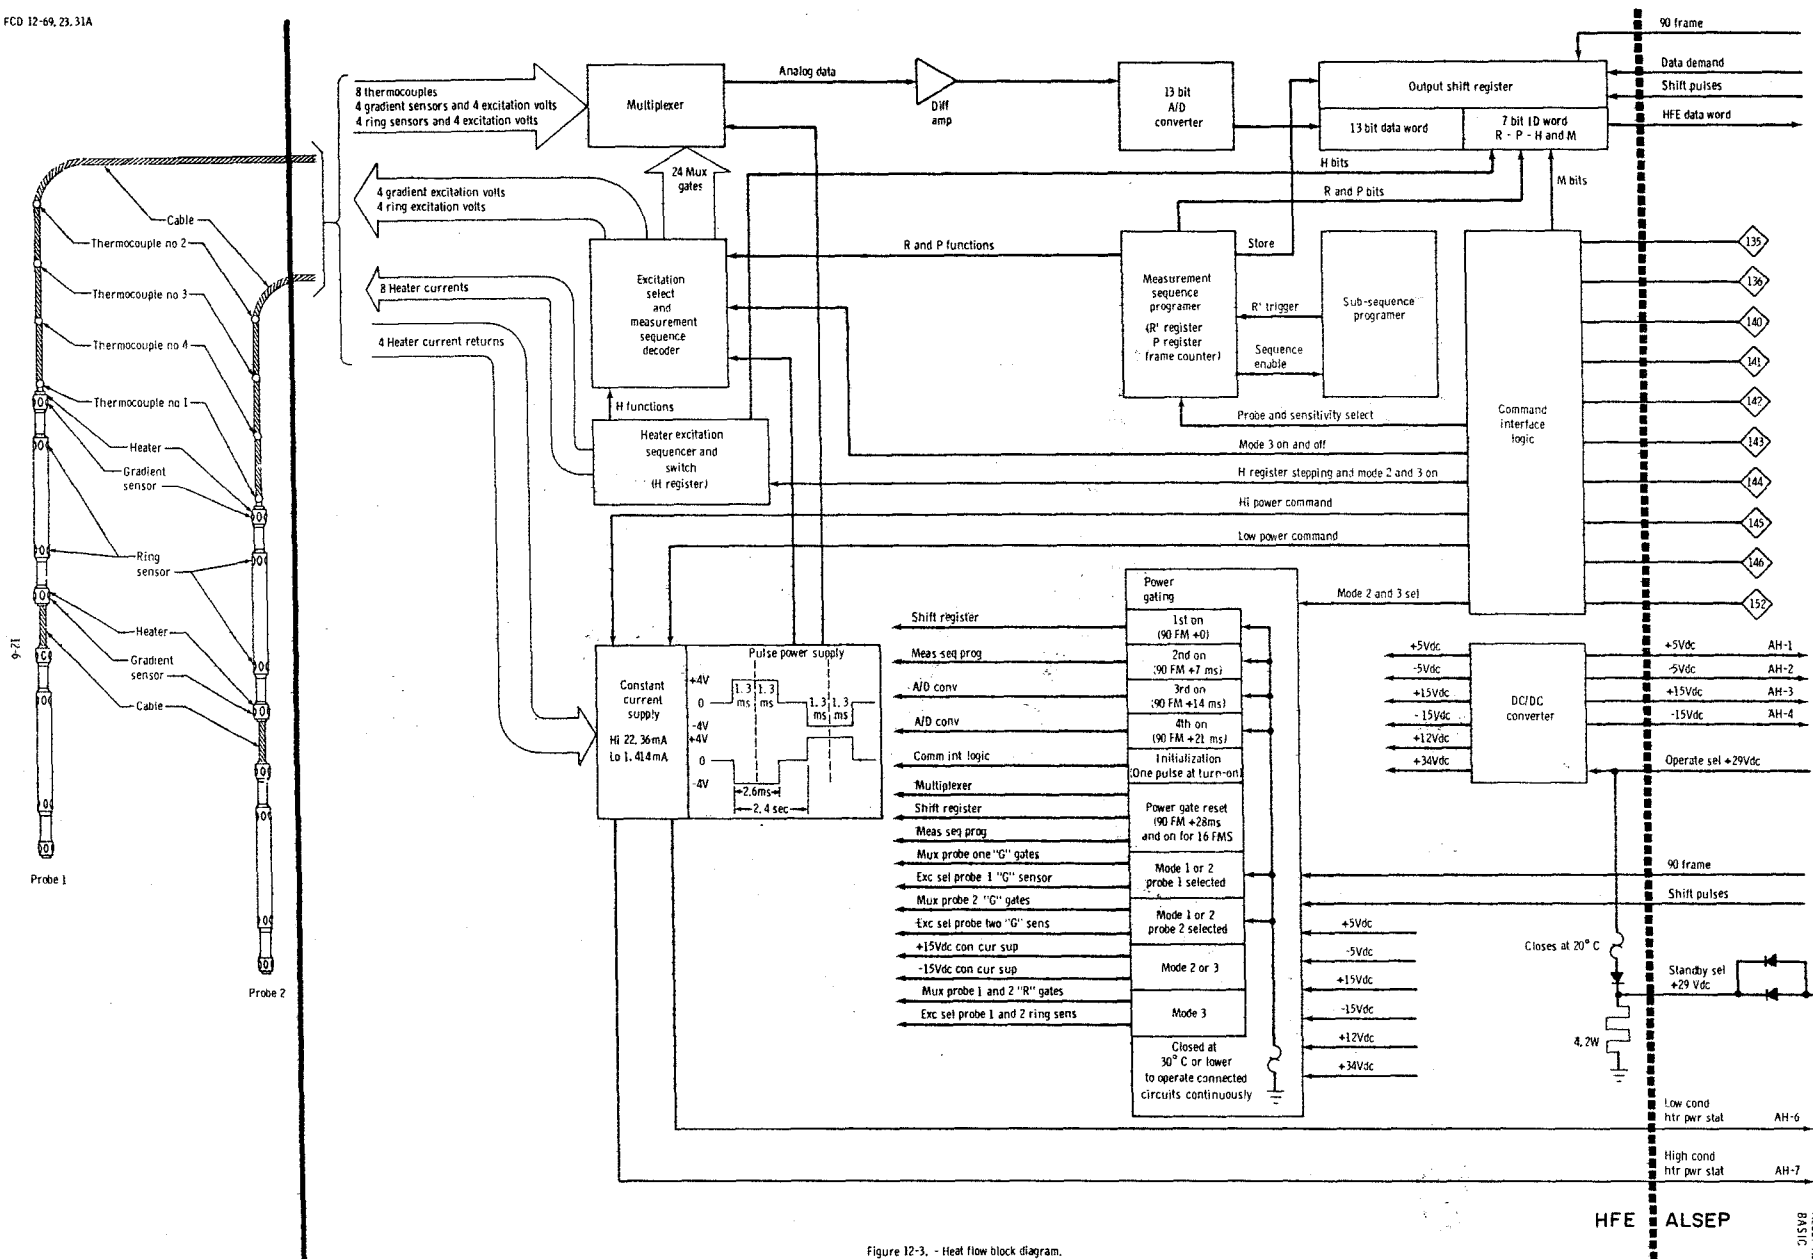 FCD 12-69, 23, 31A
8 thermocouples
4 gradient sensors and 4 excitation volts
4 ring sensors and 4 excitation volts
Multiplexer
Analog data
Diff
amp
13 bit
A/D
converter
Output shift register
13 bit data word
7 bit ID word
R - P - H and M
90 frame
Data demand
Shift pulses
HFE data word
24 Mux
gates
H bits
R and P bits
M bits
4 gradient excitation volts
4 ring excitation volts
8 Heater currents
4 Heater current returns
Excitation
select
and
measurement
sequence
decoder
R and P functions
Store
Measurement
sequence
programer
(R' register
P register
frame counter)
R' trigger
Sequence
enable
Sub-sequence
programer
Command
interface
logic
135
136
140
141
142
143
144
145
146
152
H functions
Heater excitation
sequencer and
switch
(H register)
Probe and sensitivity select
Mode 3 on and off
H register stepping and mode 2 and 3 on
Hi power command
Low power command
Mode 2 and 3 sel
Cable
Thermocouple no 2
Thermocouple no 3
Thermocouple no 4
Thermocouple no 1
Heater
Gradient
sensor
Ring
sensor
Heater
Gradient
sensor
Cable
Probe 1
Probe 2
12-6
Constant
current
supply
Hi 22.36mA
Lo 1.414mA
Pulse power supply
+4V
0
-4V
+4V
0
-4V
1.3
ms
1.3
ms
1.3
ms
1.3
ms
2.6ms
2.4 sec
Power
gating
1st on
(90 FM +0)
2nd on
(90 FM +7 ms)
3rd on
(90 FM +14 ms)
4th on
(90 FM +21 ms)
Initialization
(One pulse at turn-on)
Power gate reset
(90 FM +28ms
and on for 16 FMS
Mode 1 or 2
probe 1 selected
Mode 1 or 2
probe 2 selected
Mode 2 or 3
Mode 3
Closed at
30° C or lower
to operate connected
circuits continuously
Shift register
Meas seq prog
A/D conv
A/D conv
Comm int logic
Multiplexer
Shift register
Meas seq prog
Mux probe one "G" gates
Exc sel probe 1 "G" sensor
Mux probe 2 "G" gates
Exc sel probe two "G" sens
+15Vdc con cur sup
-15Vdc con cur sup
Mux probe 1 and 2 "R" gates
Exc sel probe 1 and 2 ring sens
+5Vdc
-5Vdc
+15Vdc
-15Vdc
+12Vdc
+34Vdc
+5Vdc
-5Vdc
+15Vdc
-15Vdc
+12Vdc
+34Vdc
DC/DC
converter
+5Vdc AH-1
-5Vdc AH-2
+15Vdc AH-3
-15Vdc AH-4
Operate sel +29Vdc
90 frame
Shift pulses
Closes at 20° C
Standby sel
+29 Vdc
4.2W
Low cond
htr pwr stat AH-6
High cond
htr pwr stat AH-7
HFE
ALSEP
BASIC
Figure 12-3. - Heat flow block diagram.